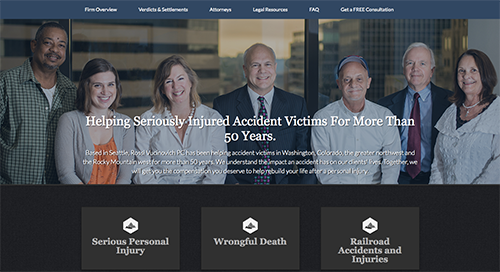 Firm Overview Verdicts & Settlements Attorneys Legal Resources FAQ Get a FREE Consultation
Helping Seriously Injured Accident Victims For More Than
50 Years.
Based in Seattle, Rossi Vucinovich PC has been helping accident victims in Washington, Colorado, the greater northwest and
the Rocky Mountain west for more than 50 years. We understand the impact an accident has on our clients' lives. Together, we
will get you the compensation you deserve to help rebuild your life after a personal injury.
Serious Personal
Injury
Wrongful Death
Railroad
Accidents and
Injuries